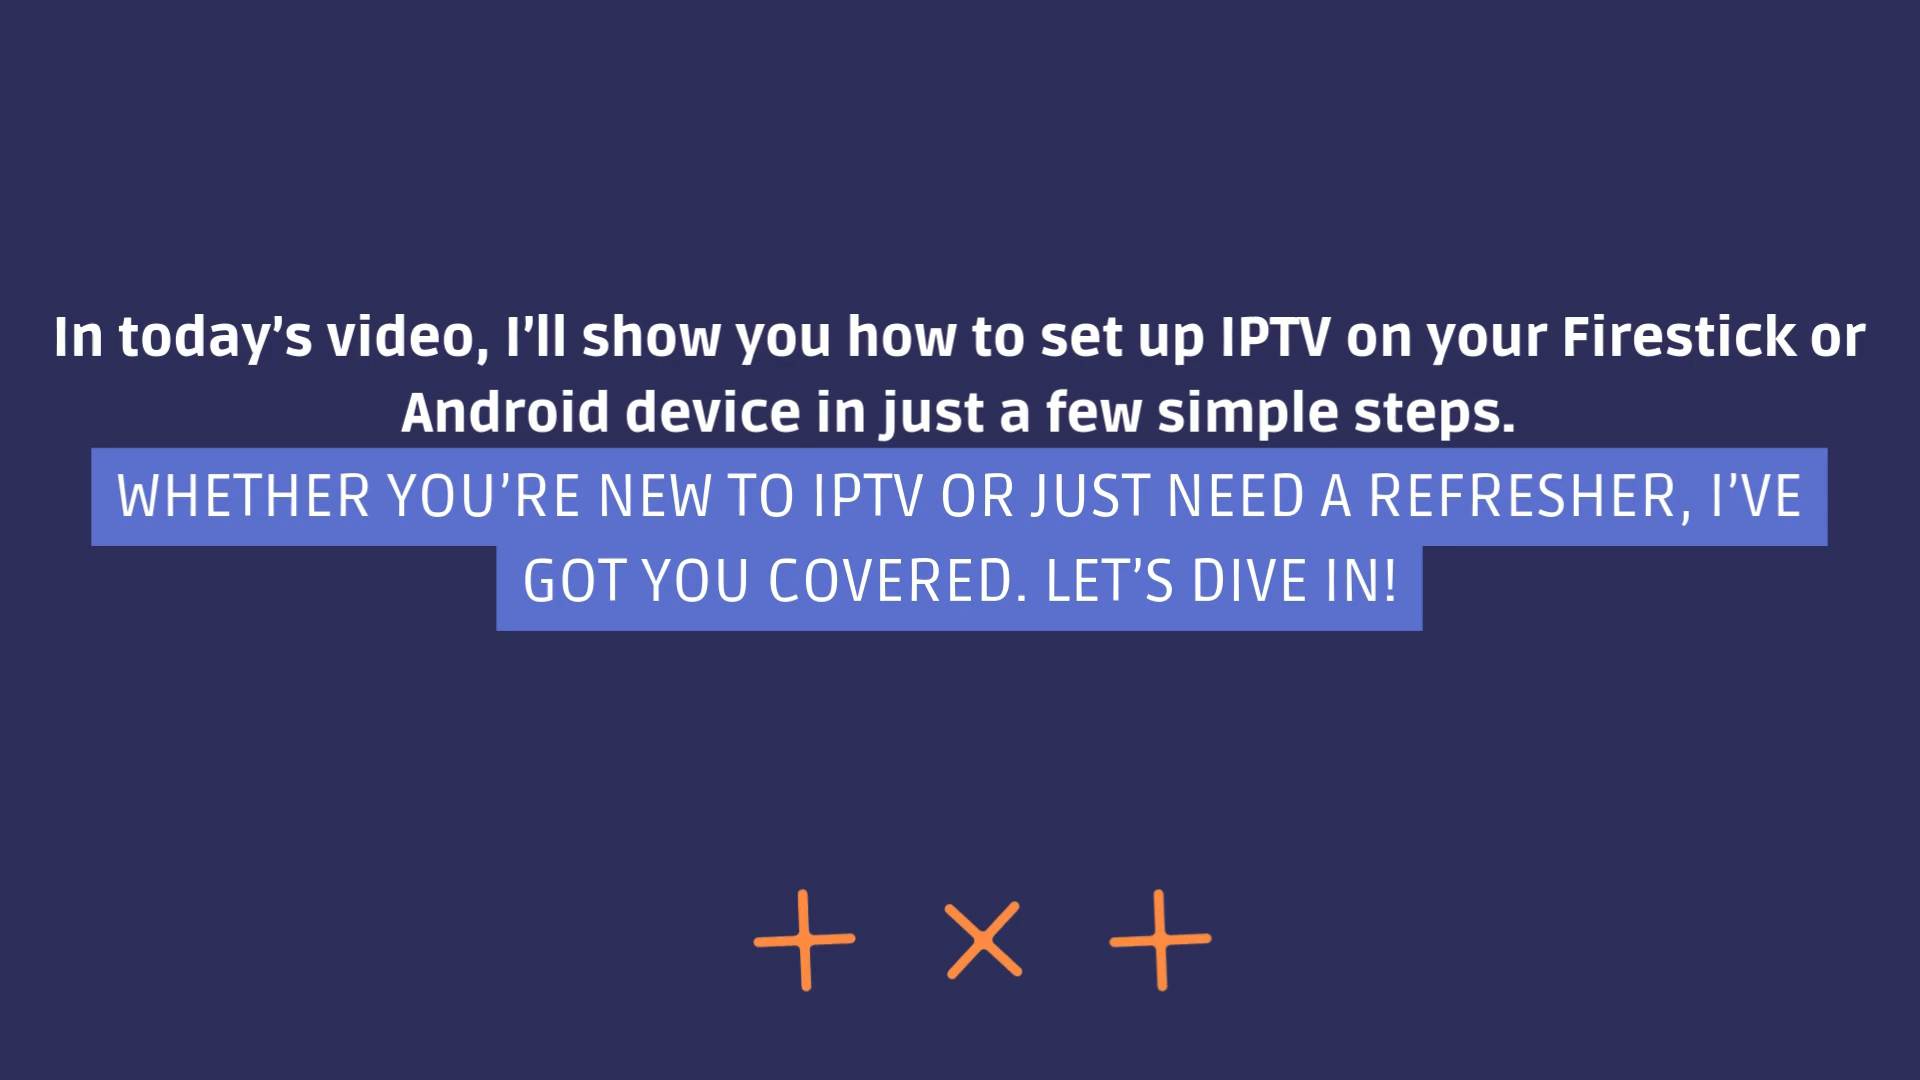 In today’s video, I’ll show you how to set up IPTV on your Firestick or
Android device in just a few simple steps.
WHETHER YOU’RE NEW TO IPTV OR JUST NEED A REFRESHER, I’VE
GOT YOU COVERED. LET’S DIVE IN!